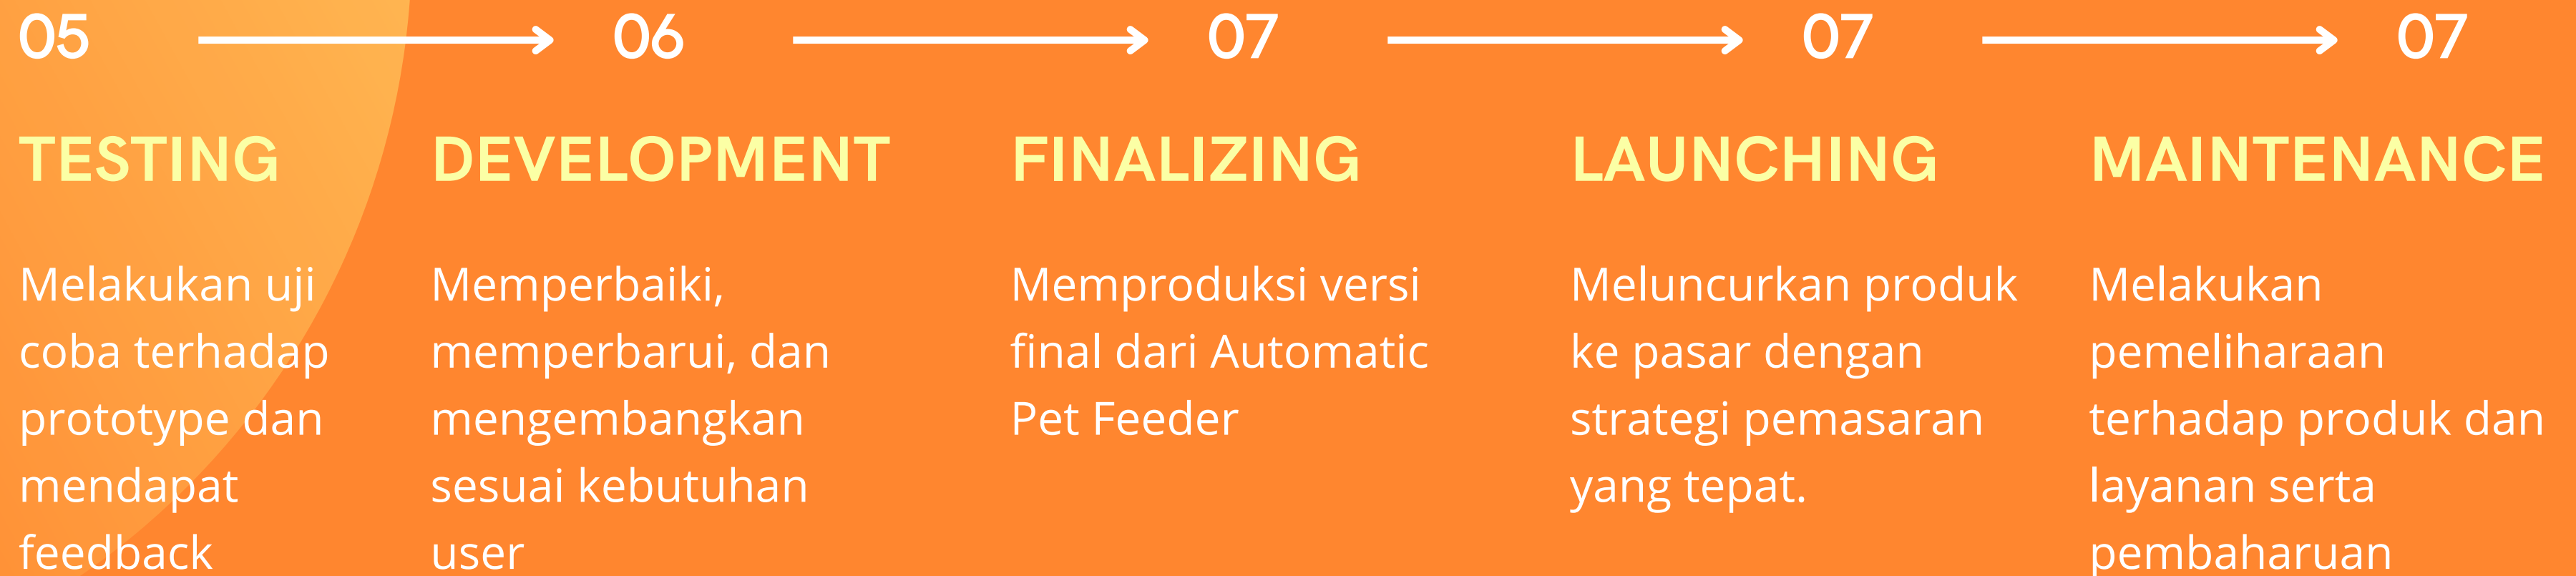 05
06
07
07
07
TESTING
Melakukan uji
coba terhadap
prototype dan
mendapat
feedback
DEVELOPMENT
Memperbaiki,
memperbarui, dan
mengembangkan
sesuai kebutuhan
user
FINALIZING
Memproduksi versi
final dari Automatic
Pet Feeder
LAUNCHING
Meluncurkan produk
ke pasar dengan
strategi pemasaran
yang tepat.
MAINTENANCE
Melakukan
pemeliharaan
terhadap produk dan
layanan serta
pembaharuan